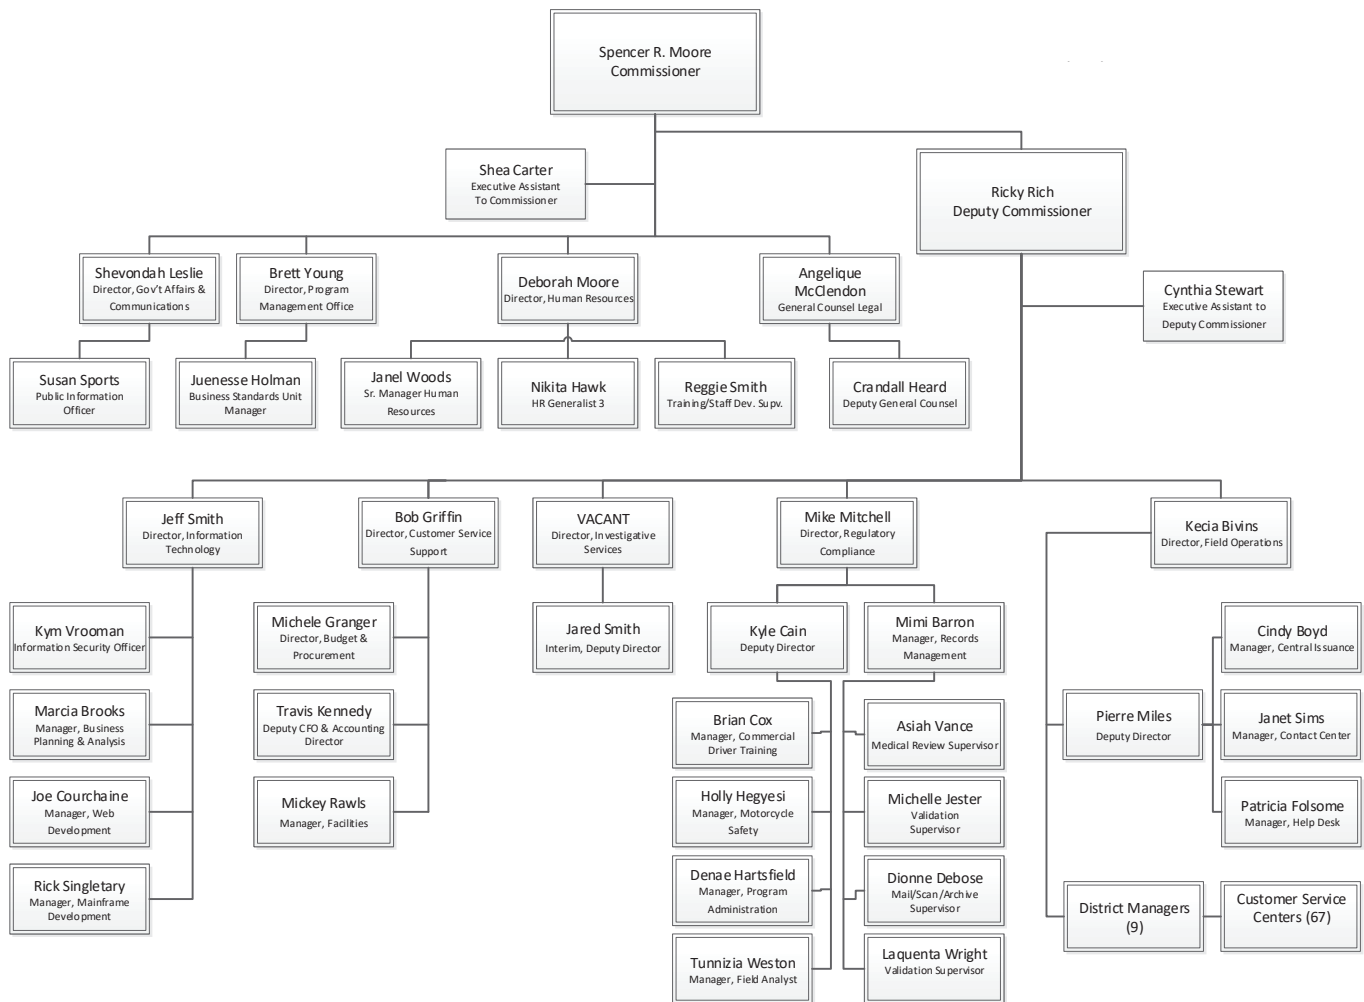 Spencer R. Moore
Commissioner
Shea Carter
Executive Assistant
To Commissioner
Ricky Rich
Deputy Commissioner
Shevondah Leslie
Director, Gov't Affairs &
Communications
Brett Young
Director, Program
Management Office
Deborah Moore
Director, Human Resources
Angelique
McClendon
General Counsel Legal
Cynthia Stewart
Executive Assistant to
Deputy Commissioner
Susan Sports
Public Information
Officer
Juenesse Holman
Business Standards Unit
Manager
Janel Woods
Sr. Manager Human
Resources
Nikita Hawk
HR Generalist 3
Reggie Smith
Training/Staff Dev. Supv.
Crandall Heard
Deputy General Counsel
Jeff Smith
Director, Information
Technology
Bob Griffin
Director, Customer Service
Support
VACANT
Director, Investigative
Services
Mike Mitchell
Director, Regulatory
Compliance
Kecia Bivins
Director, Field Operations
Kym Vrooman
Information Security Officer
Michele Granger
Director, Budget &
Procurement
Jared Smith
Interim, Deputy Director
Kyle Cain
Deputy Director
Mimi Barron
Manager, Records
Management
Cindy Boyd
Manager, Central Issuance
Marcia Brooks
Manager, Business
Planning & Analysis
Travis Kennedy
Deputy CFO & Accounting
Director
Brian Cox
Manager, Commercial
Driver Training
Asiah Vance
Medical Review Supervisor
Pierre Miles
Deputy Director
Janet Sims
Manager, Contact Center
Joe Courchaine
Manager, Web
Development
Mickey Rawls
Manager, Facilities
Holly Hegyesi
Manager, Motorcycle
Safety
Michelle Jester
Validation
Supervisor
Patricia Folsome
Manager, Help Desk
Rick Singletary
Manager, Mainframe
Development
Denae Hartsfield
Manager, Program
Administration
Dionne Debose
Mail/Scan/Archive
Supervisor
District Managers
(9)
Customer Service
Centers (67)
Tunnizia Weston
Manager, Field Analyst
Laquenta Wright
Validation Supervisor